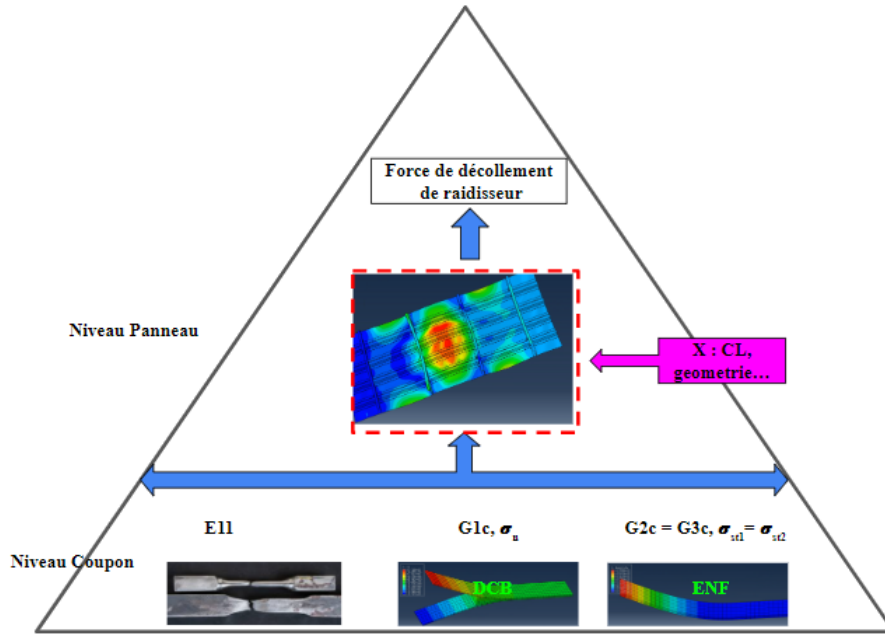 Force de décollement
de raidisseur
Niveau Panneau
X : CL,
geometrie…
E11
G1c, σn
G2c = G3c, σst1= σst2
Niveau Coupon
DCB
ENF